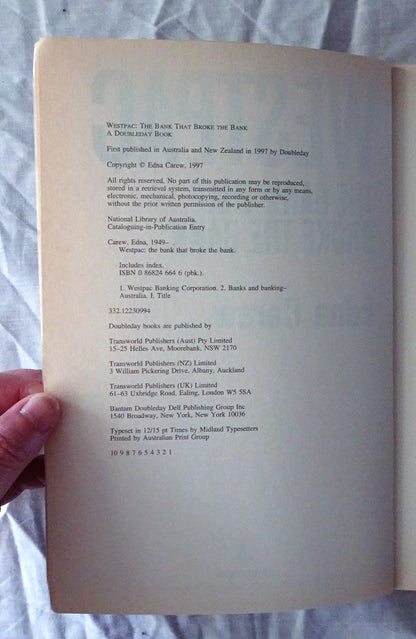 WESTPAC: THE BANK THAT BROKE THE BANK
A DOUBLEDAY BOOK
First published in Australia and New Zealand in 1997 by Doubleday
Copyright © Edna Carew, 1997
All rights reserved. No part of this publication may be reproduced,
stored in a retrieval system, transmitted in any form or by any means,
electronic, mechanical, photocopying, recording or otherwise,
without the prior written permission of the publisher.
National Library of Australia.
Cataloguing-in-Publication Entry
Carew, Edna, 1949– .
Westpac: the bank that broke the bank.
Includes index.
ISBN 0 86824 664 6 (pbk.).
1. Westpac Banking Corporation. 2. Banks and banking–
Australia. I. Title
332.12230994
Doubleday books are published by
Transworld Publishers (Aust) Pty Limited
15–25 Helles Ave, Moorebank, NSW 2170
Transworld Publishers (NZ) Limited
3 William Pickering Drive, Albany, Auckland
Transworld Publishers (UK) Limited
61–63 Uxbridge Road, Ealing, London W5 5SA
Bantam Doubleday Dell Publishing Group Inc
1540 Broadway, New York, New York 10036
Typeset in 12/15 pt Times by Midland Typesetters
Printed by Australian Print Group
10 9 8 7 6 5 4 3 2 1